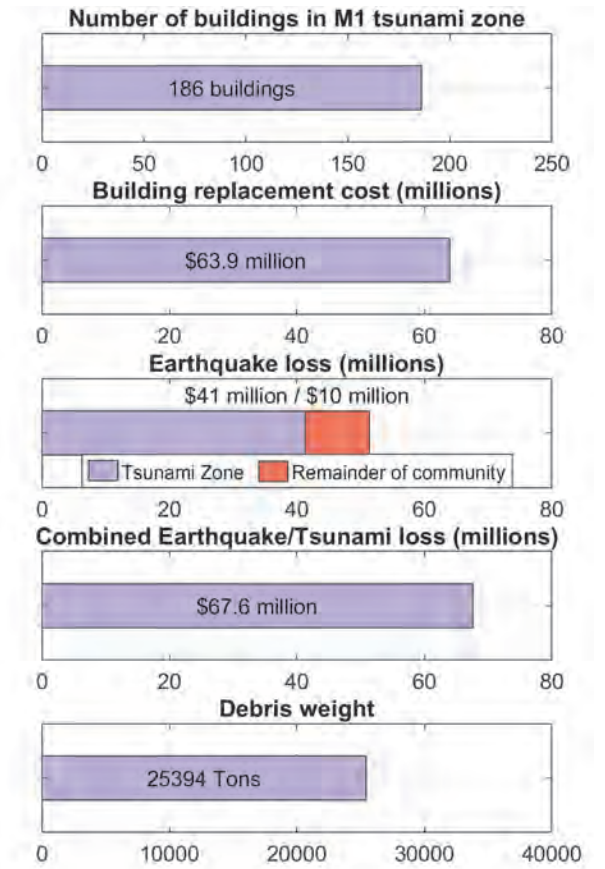 Number of buildings in M1 tsunami zone
186 buildings
0 50 100 150 200 250
Building replacement cost (millions)
$63.9 million
0 20 40 60 80
Earthquake loss (millions)
$41 million / $10 million
Tsunami Zone Remainder of community
0 20 40 60 80
Combined Earthquake/Tsunami loss (millions)
$67.6 million
0 20 40 60 80
Debris weight
25394 Tons
0 10000 20000 30000 40000